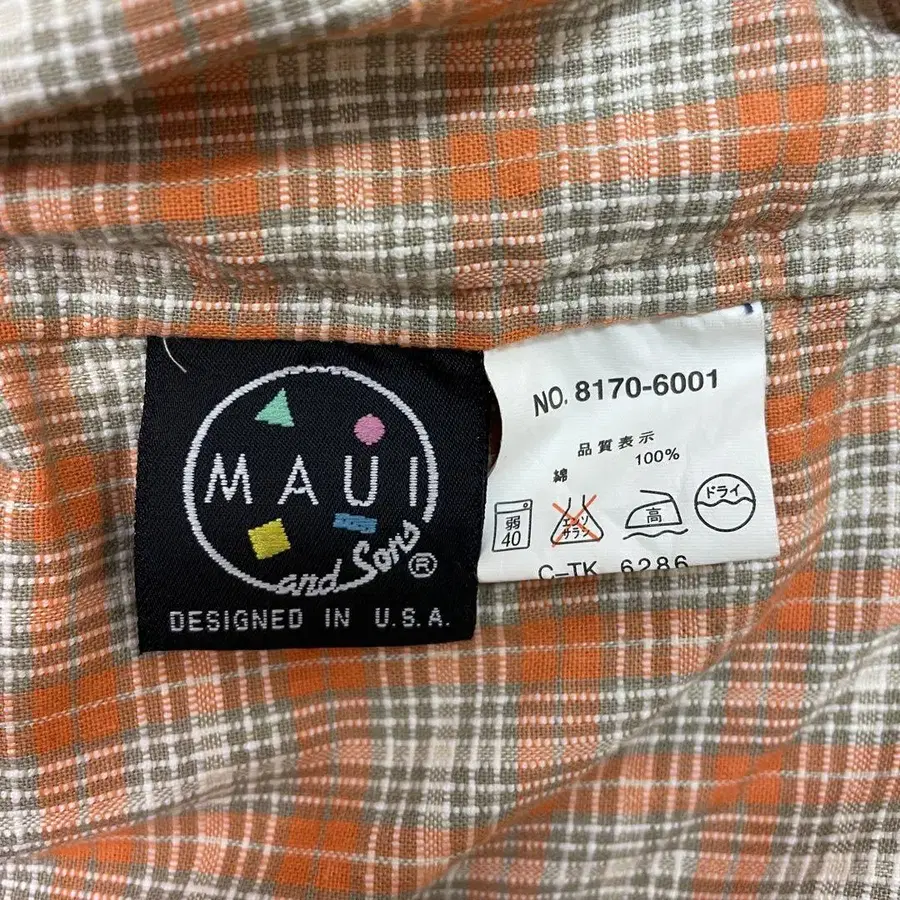 MAUI
and Sons®
DESIGNED IN U.S.A.
NO. 8170-6001
品質表示
綿 100%
弱
40
エンソ
サラシ
高
ドライ
C-TK 6286